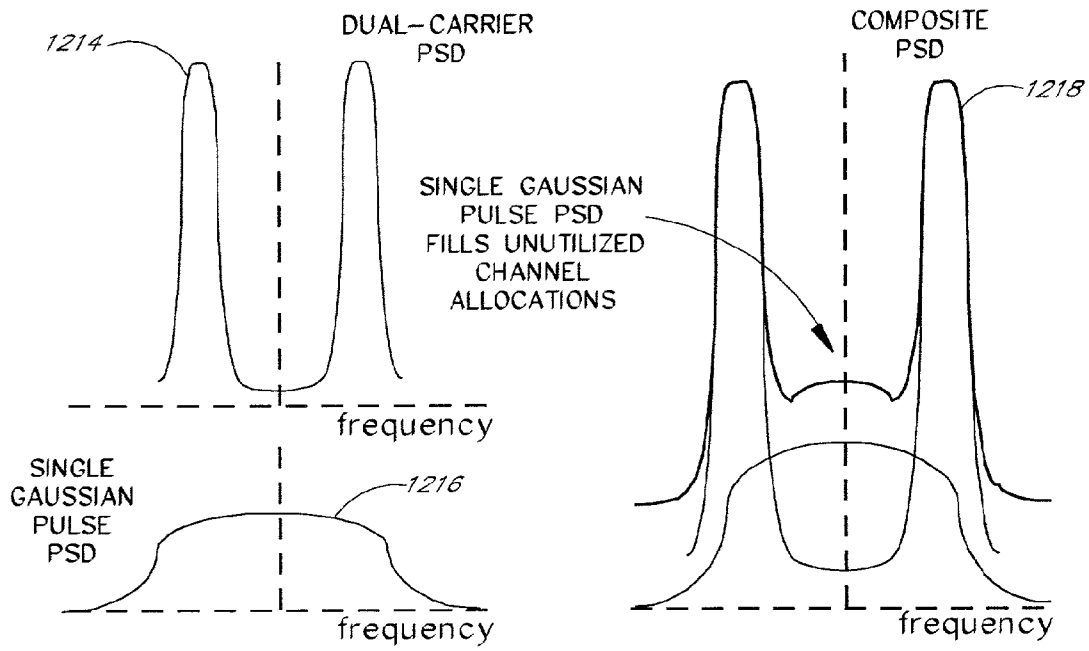 1214
DUAL-CARRIER
PSD
frequency
SINGLE
GAUSSIAN
PULSE
PSD
1216
frequency
COMPOSITE
PSD
1218
SINGLE GAUSSIAN
PULSE PSD
FILLS UNUTILIZED
CHANNEL
ALLOCATIONS
frequency